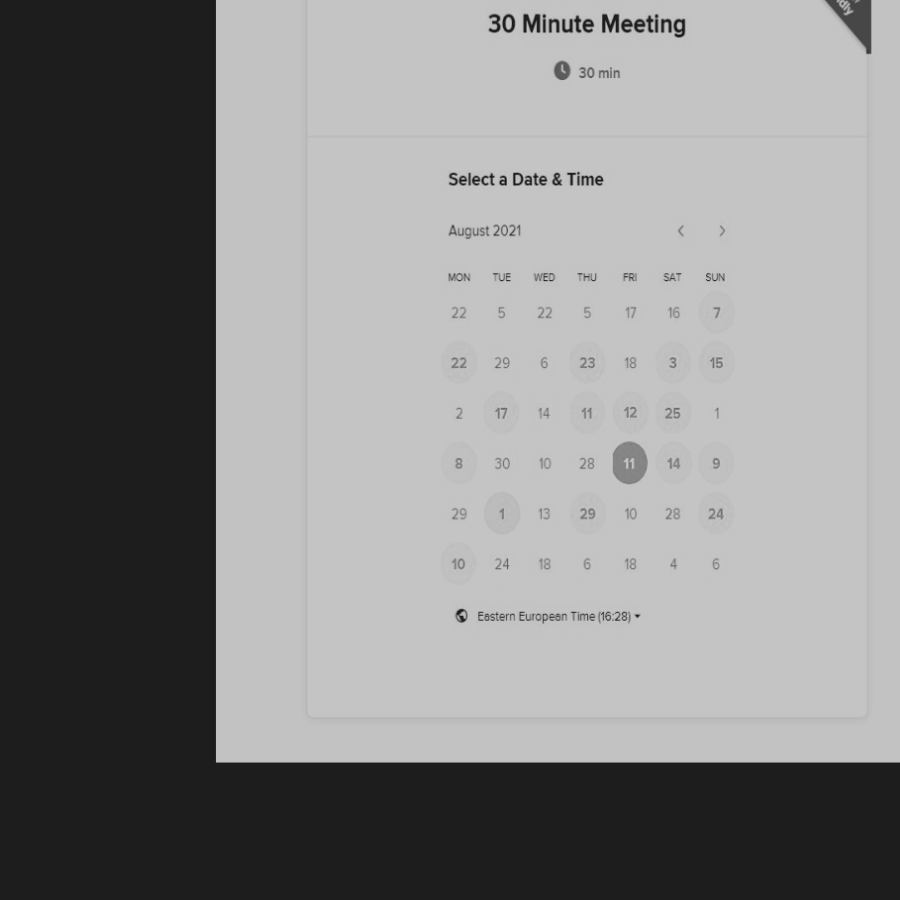 30 Minute Meeting
30 min
Select a Date & Time
August 2021
MON TUE WED THU FRI SAT SUN
22 5 22 5 17 16 7
22 29 6 23 18 3 15
2 17 14 11 12 25 1
8 30 10 28 11 14 9
29 1 13 29 10 28 24
10 24 18 6 18 4 6
Eastern European Time (16:28)